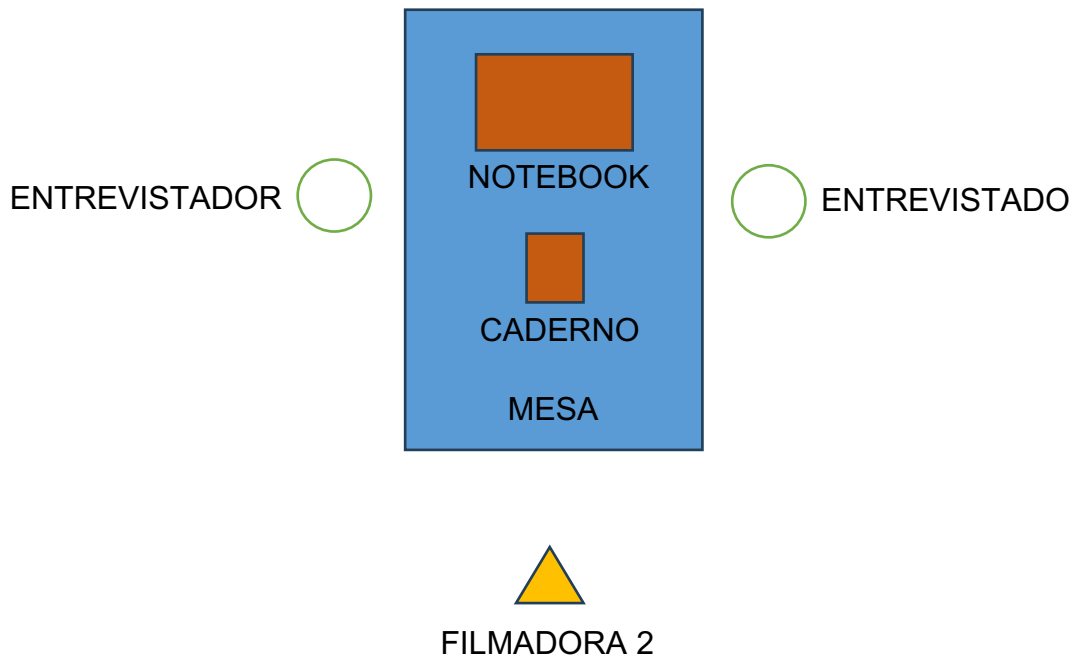 NOTEBOOK
ENTREVISTADOR
ENTREVISTADO
CADERNO
MESA
FILMADORA 2